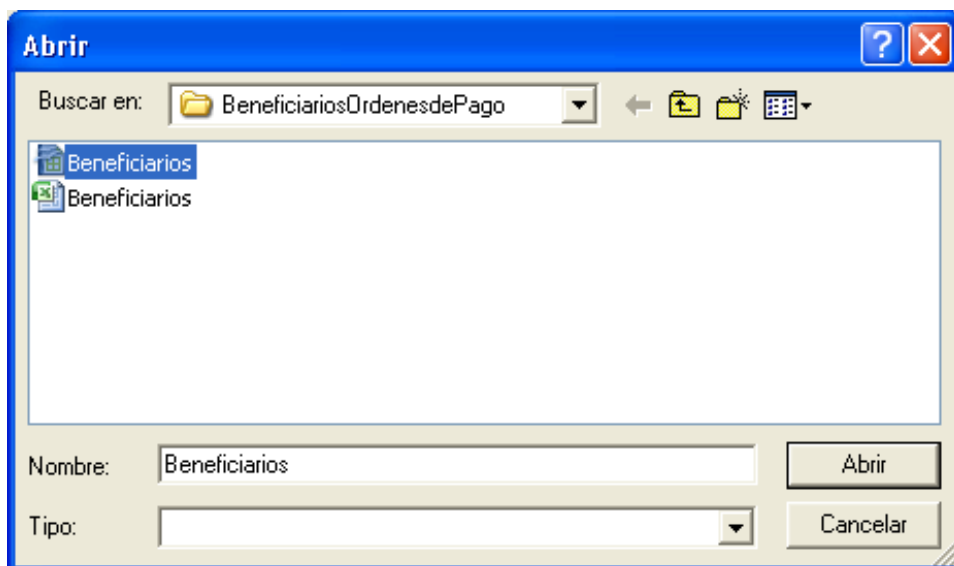 Abrir
Buscar en: BeneficiariosOrdenesdePago
Beneficiarios
Beneficiarios
Nombre: Beneficiarios Abrir
Tipo: Cancelar